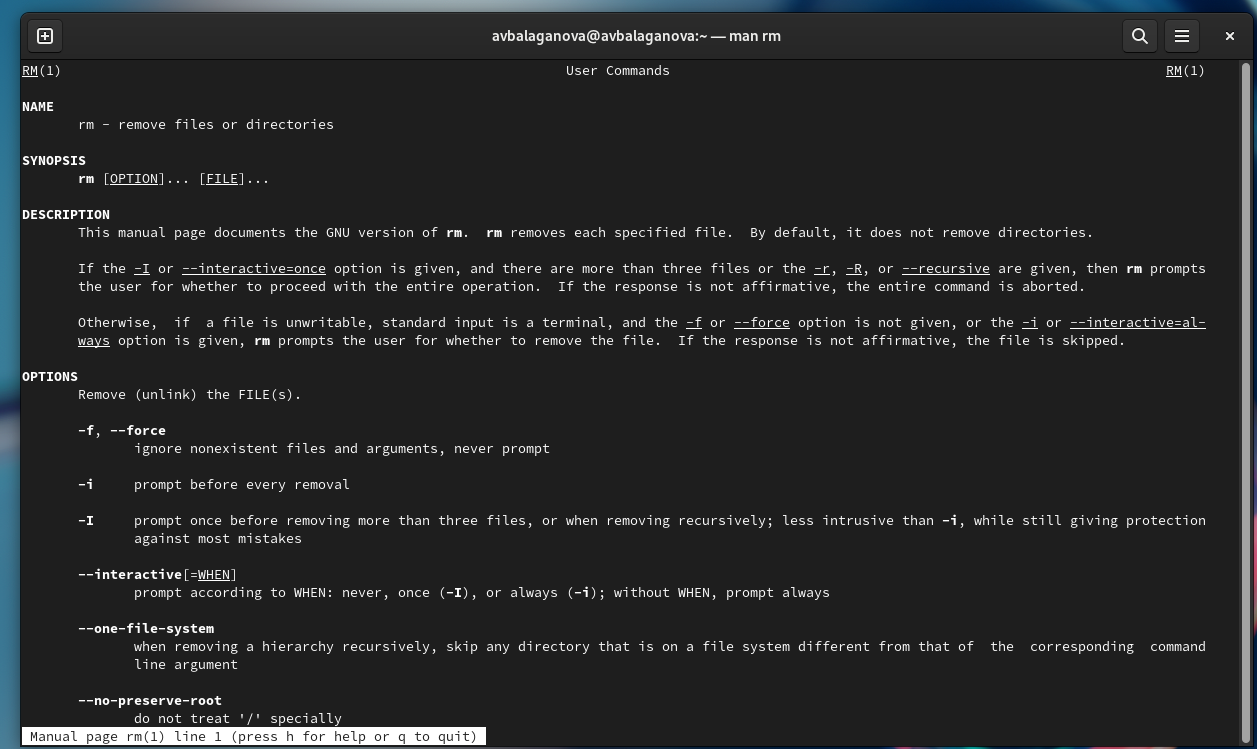 avbalaganova@avbalaganova:~ — man rm
RM(1) User Commands RM(1)
NAME
rm - remove files or directories
SYNOPSIS
rm [OPTION]... [FILE]...
DESCRIPTION
This manual page documents the GNU version of rm.  rm removes each specified file.  By default, it does not remove directories.
If the -I or --interactive=once option is given, and there are more than three files or the -r, -R, or --recursive are given, then rm prompts
the user for whether to proceed with the entire operation.  If the response is not affirmative, the entire command is aborted.
Otherwise,  if  a file is unwritable, standard input is a terminal, and the -f or --force option is not given, or the -i or --interactive=al-
ways option is given, rm prompts the user for whether to remove the file.  If the response is not affirmative, the file is skipped.
OPTIONS
Remove (unlink) the FILE(s).
-f, --force
ignore nonexistent files and arguments, never prompt
-i     prompt before every removal
-I     prompt once before removing more than three files, or when removing recursively; less intrusive than -i, while still giving protection
against most mistakes
--interactive[=WHEN]
prompt according to WHEN: never, once (-I), or always (-i); without WHEN, prompt always
--one-file-system
when removing a hierarchy recursively, skip any directory that is on a file system different from that of  the  corresponding  command
line argument
--no-preserve-root
do not treat '/' specially
Manual page rm(1) line 1 (press h for help or q to quit)